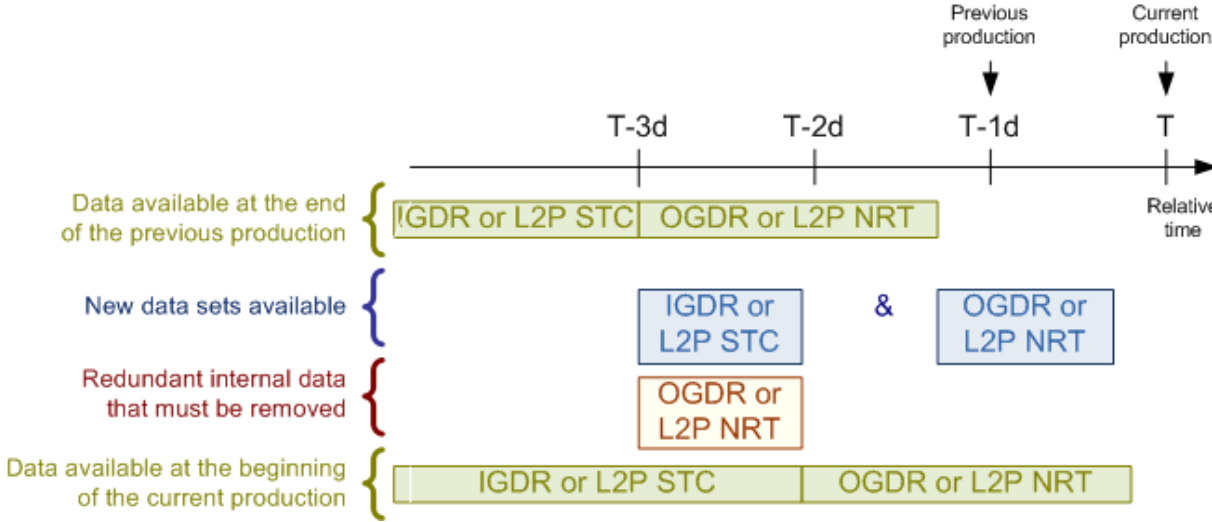 Previous
production
Current
production
T-3d
T-2d
T-1d
T
Data available at the end
of the previous production
IGDR or L2P STC
OGDR or L2P NRT
Relative
time
New data sets available
IGDR or
L2P STC
&
OGDR or
L2P NRT
Redundant internal data
that must be removed
OGDR or
L2P NRT
Data available at the beginning
of the current production
IGDR or L2P STC
OGDR or L2P NRT